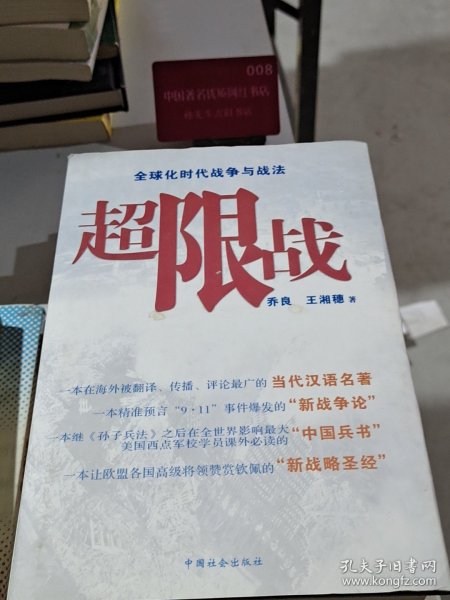 008
中国著名民师网红书店
全球化时代战争与战法
超限战
乔良 王湘穗 著
一本在海外被翻译、传播、评论最广的 当代汉语名著
一本精准预言“9·11”事件爆发的“新战争论”
一本继《孙子兵法》之后在全世界影响最大
美国西点军校学员课外必读的 “中国兵书”
一本让欧盟各国高级将领赞赏钦佩的“新战略圣经”
中国社会出版社
孔夫子旧书网
www.kongfz.com